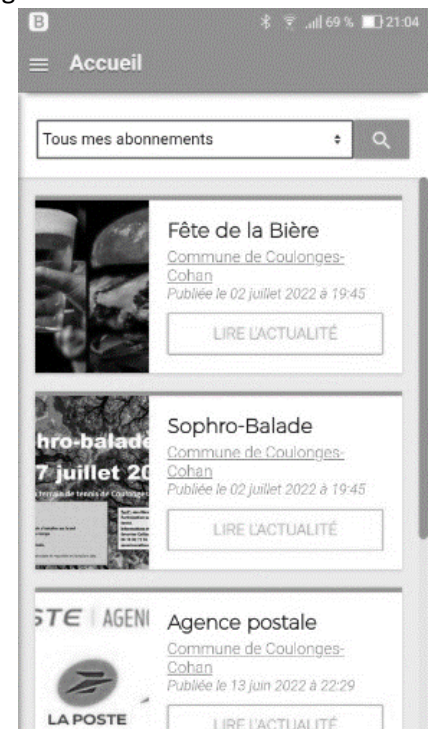 69 % 21:04
Accueil
Tous mes abonnements
Fête de la Bière
Commune de Coulonges-
Cohan
Publiée le 02 juillet 2022 à 19:45
LIRE L'ACTUALITÉ
hro-balade
7 juillet 20
Sophro-Balade
Commune de Coulonges-
Cohan
Publiée le 02 juillet 2022 à 19:45
LIRE L'ACTUALITÉ
STE AGEN
LA POSTE
Agence postale
Commune de Coulonges-
Cohan
Publiée le 13 juin 2022 à 22:29
LIRE L'ACTUALITÉ